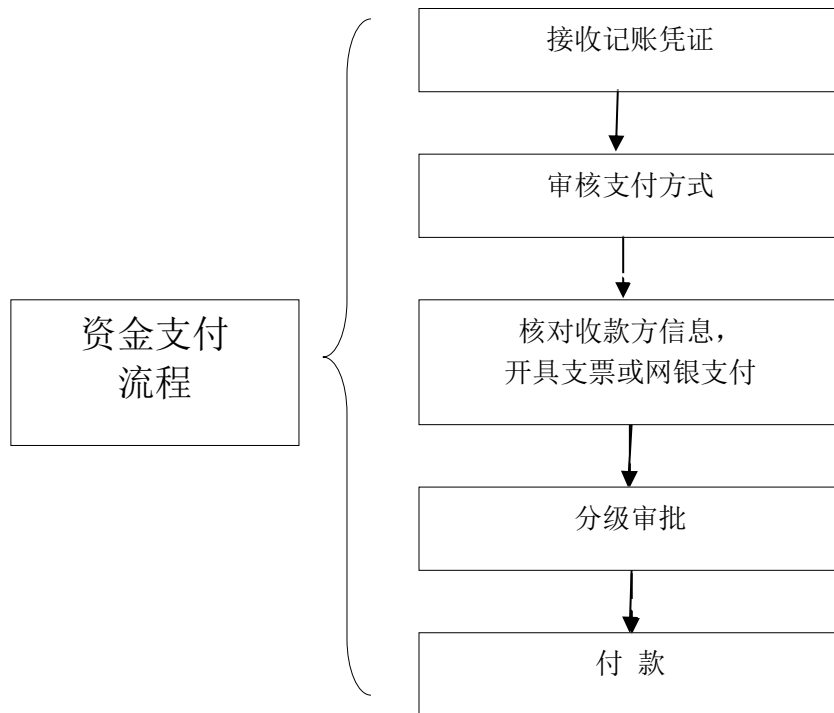 资金支付
流程
接收记账凭证
审核支付方式
核对收款方信息，
开具支票或网银支付
分级审批
付 款